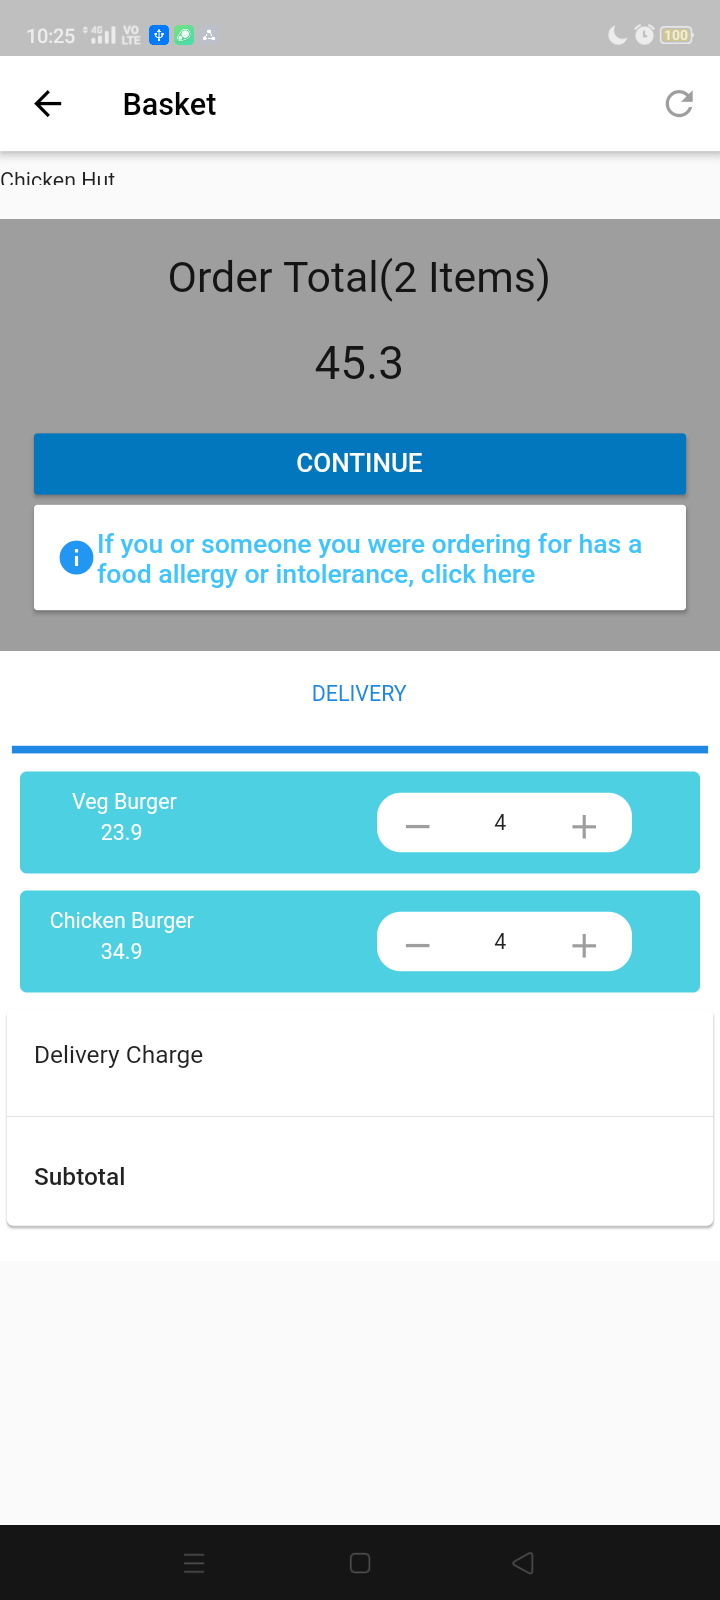 10:25 4G VO LTE 100
Basket
Chicken Hut
Order Total(2 Items)
45.3
CONTINUE
If you or someone you were ordering for has a
food allergy or intolerance, click here
DELIVERY
Veg Burger
23.9
4
Chicken Burger
34.9
4
Delivery Charge
Subtotal